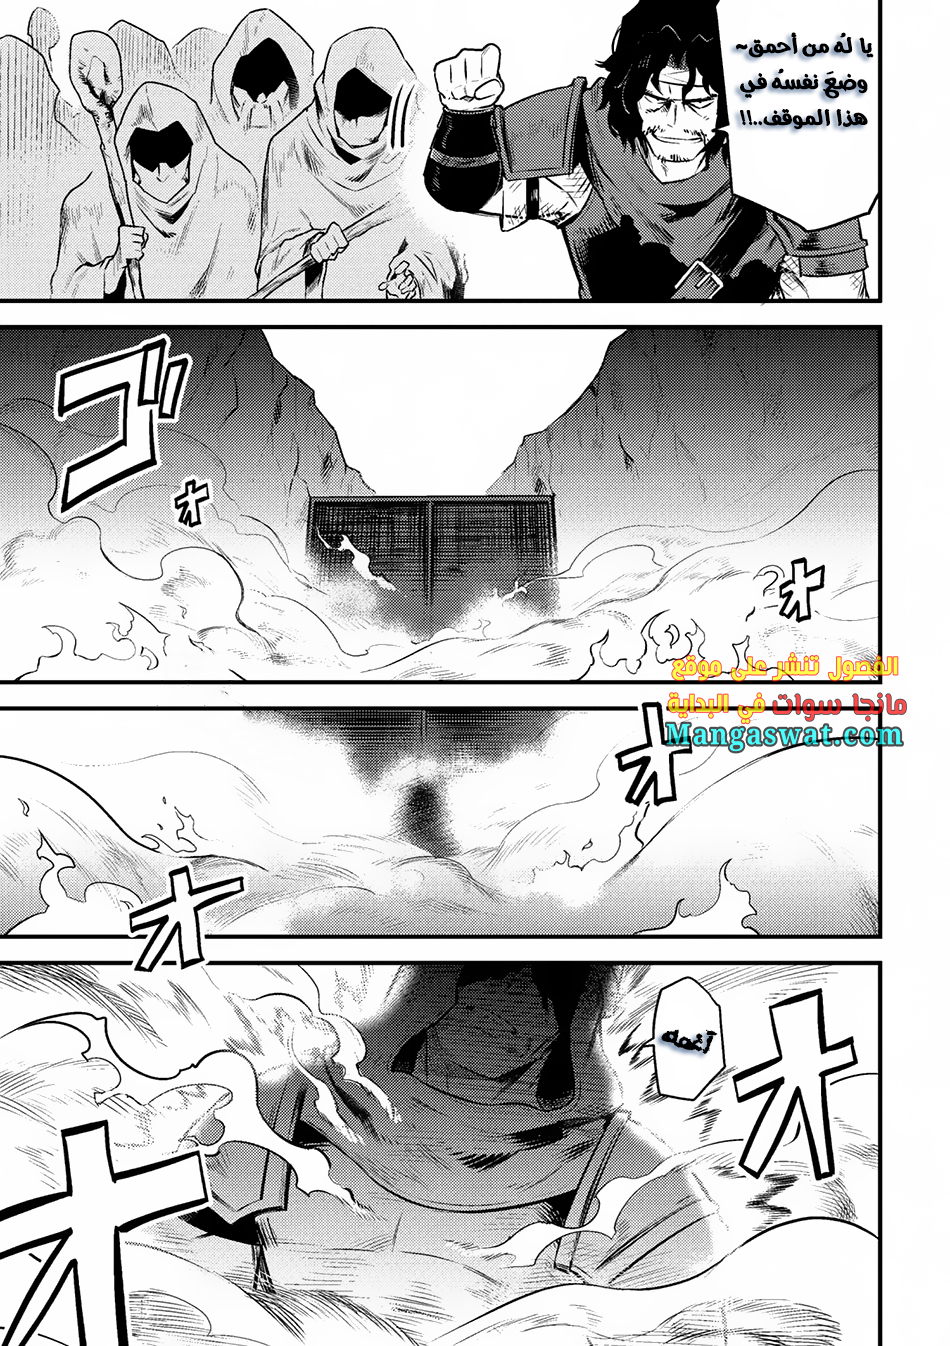 يا لهُ من أحمق~
وضعَ نفسهُ في
هذا الموقف..!!
ゴ
オ
オ
الفصول تنشر على موقع
مانجا سوات في البداية
Mangaswat.com
オ
オ
オ
オ